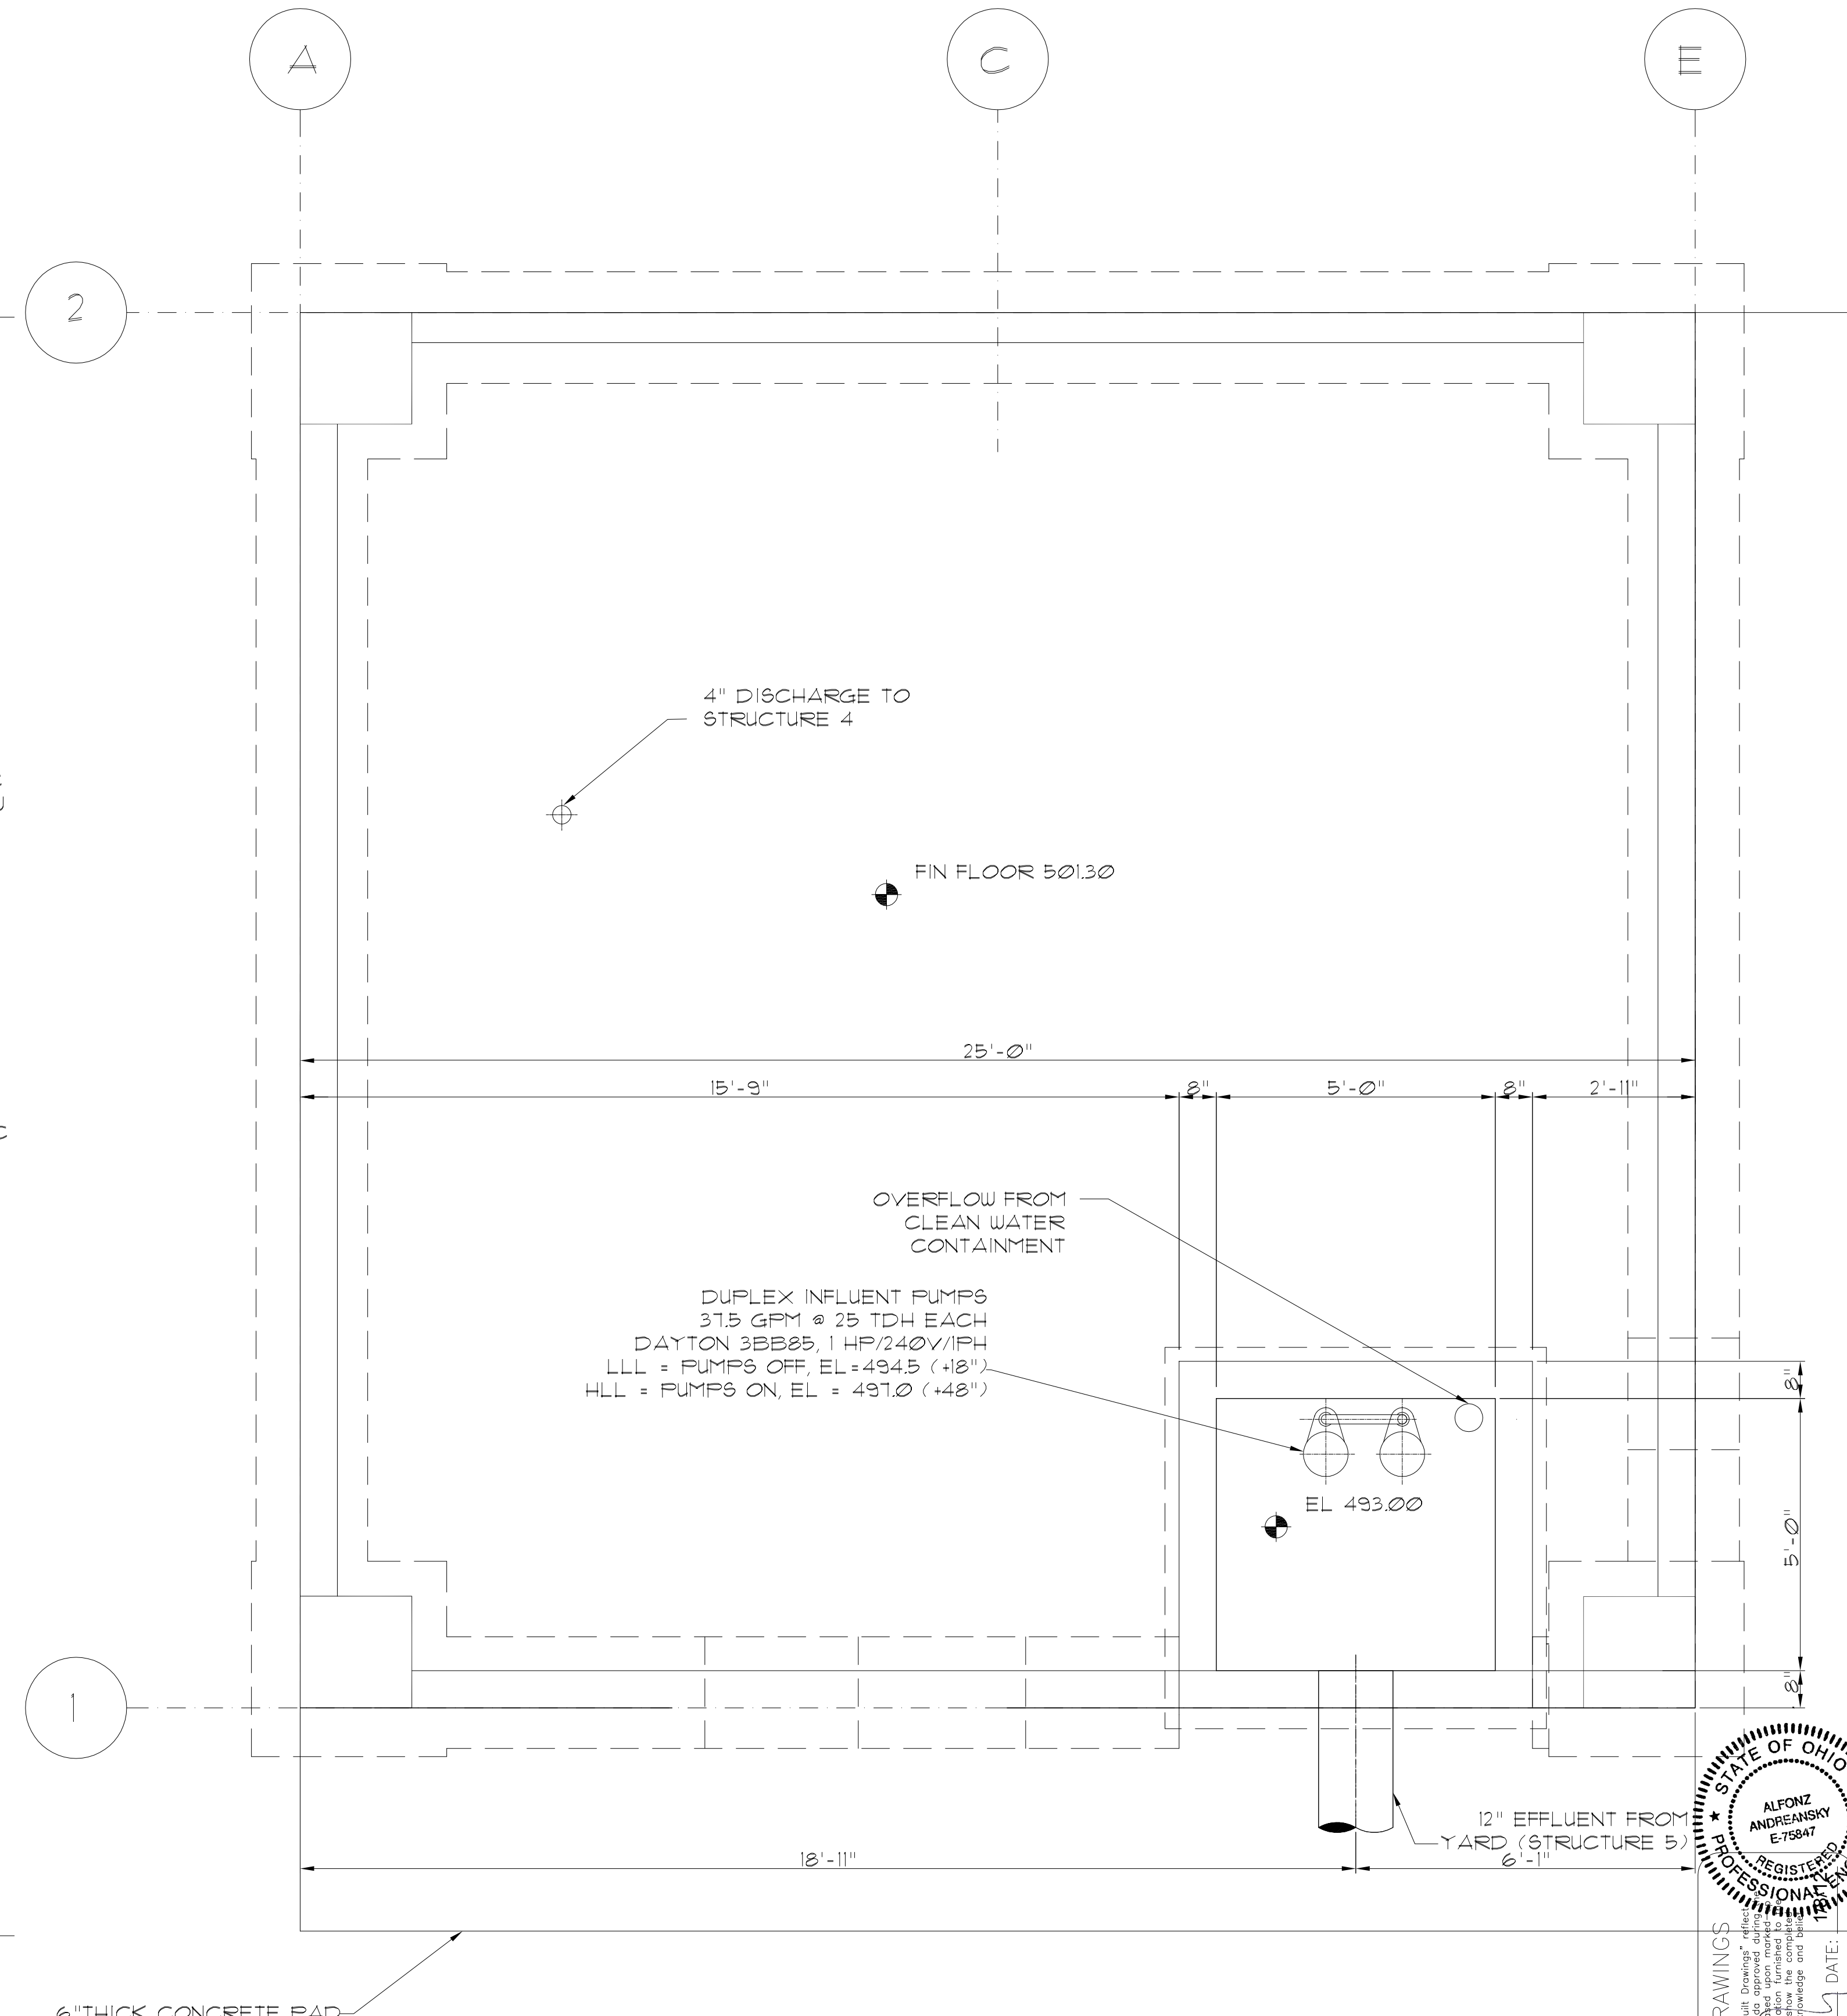 A
C
E
2
4" DISCHARGE TO
STRUCTURE 4
FIN FLOOR 501.30
25'-0"
15'-9"
8"
5'-0"
8"
2'-11"
OVERFLOW FROM
CLEAN WATER
CONTAINMENT
DUPLEX INFLUENT PUMPS
37.5 GPM @ 25 TDH EACH
DAYTON 3BB85, 1 HP/240V/1PH
LLL = PUMPS OFF, EL=494.5 (+18")
HLL = PUMPS ON, EL = 497.0 (+48")
8"
EL 493.00
5'-0"
8"
1
12" EFFLUENT FROM
YARD (STRUCTURE 5)
18'-11"
6'-1"
STATE OF OHIO
ALFONZ
ANDREANSKY
E-75847
REGISTERED
PROFESSIONAL
6" THICK CONCRETE PAD
DATE: